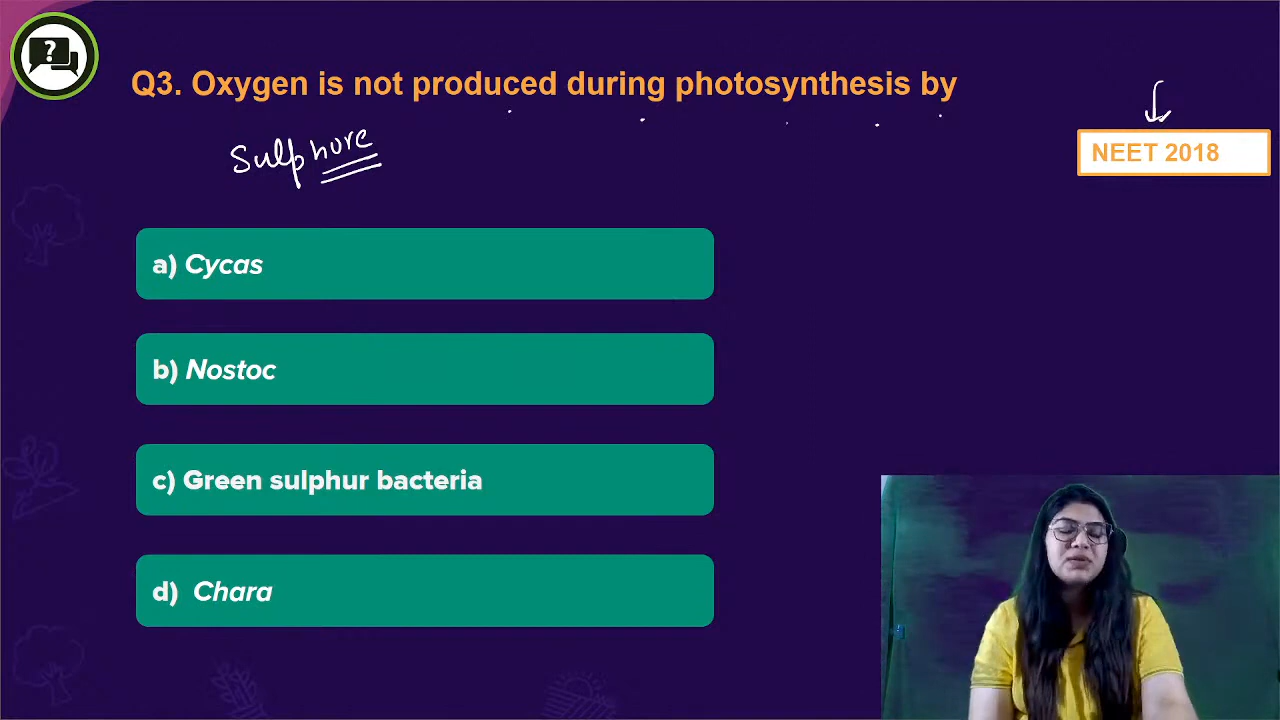 Q3. Oxygen is not produced during photosynthesis by
NEET 2018
Sulphure
a) Cycas
b) Nostoc
c) Green sulphur bacteria
d) Chara